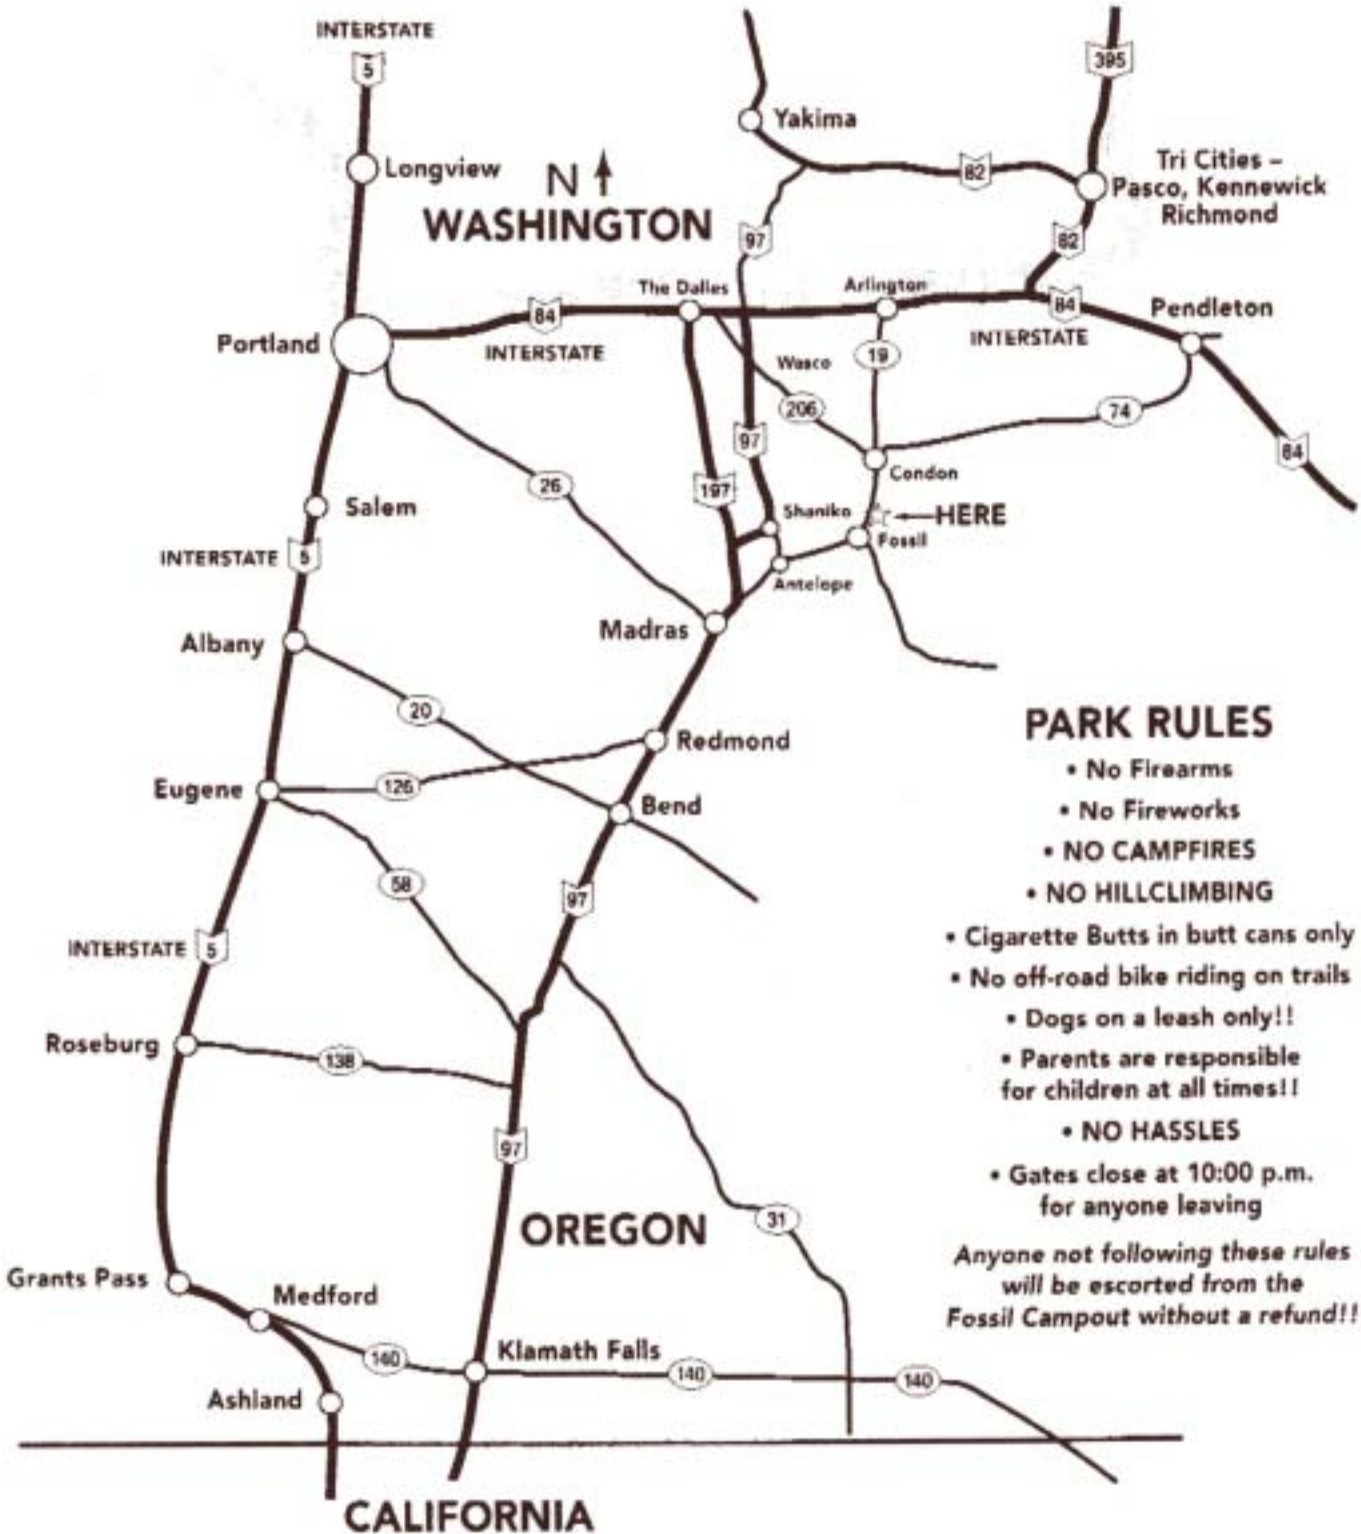 INTERSTATE
5
395
Yakima
Longview
N
82
Tri Cities –
Pasco, Kennewick
Richmond
WASHINGTON
97
82
The Dalles
Arlington
84
84
Pendleton
Portland
INTERSTATE
INTERSTATE
Wasco
19
206
74
97
84
Condon
26
197
Salem
Shaniko
HERE
Fossil
INTERSTATE 5
Antelope
Madras
Albany
20
Redmond
Eugene
126
Bend
58
97
INTERSTATE 5
Roseburg
138
97
OREGON
31
Grants Pass
Medford
140
Klamath Falls
140
140
Ashland
CALIFORNIA
PARK RULES
• No Firearms
• No Fireworks
• NO CAMPFIRES
• NO HILLCLIMBING
• Cigarette Butts in butt cans only
• No off-road bike riding on trails
• Dogs on a leash only!!
• Parents are responsible
for children at all times!!
• NO HASSLES
• Gates close at 10:00 p.m.
for anyone leaving
Anyone not following these rules
will be escorted from the
Fossil Campout without a refund!!